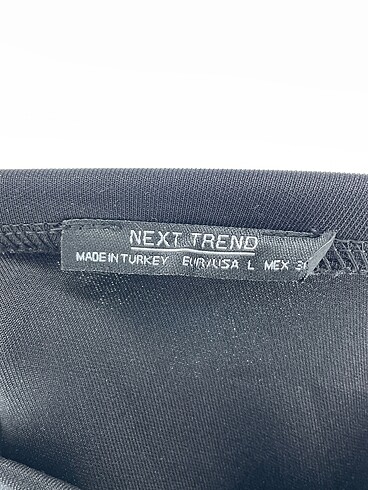 NEXT TREND
MADE IN TURKEY EUR/USA L MEX